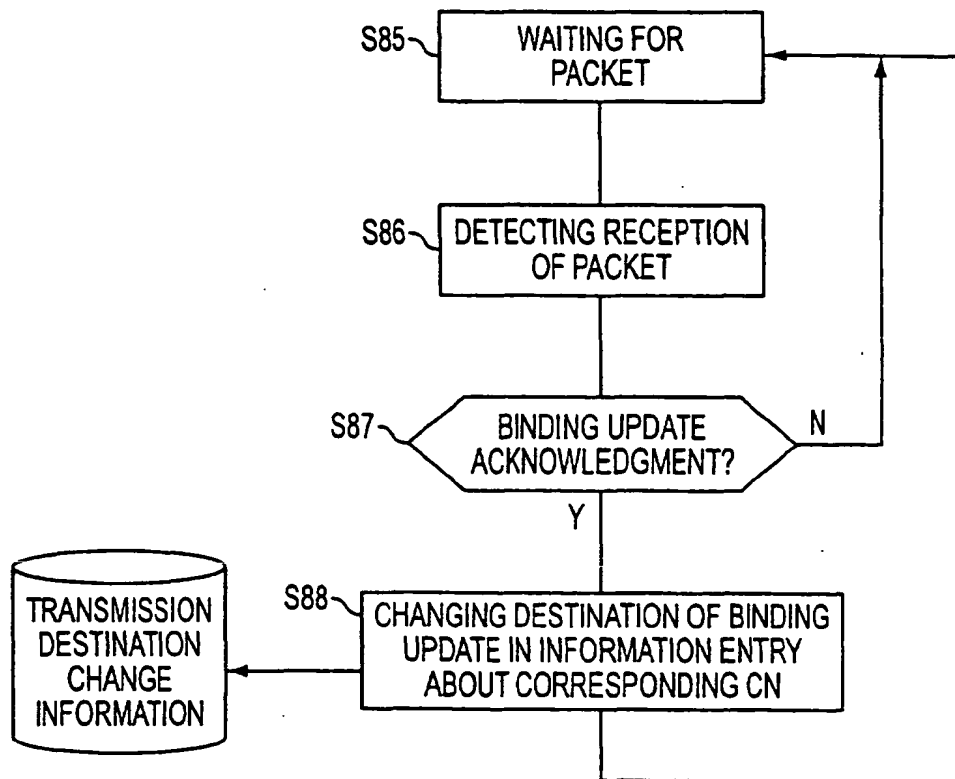 S85
WAITING FOR
PACKET
S86
DETECTING RECEPTION
OF PACKET
S87
BINDING UPDATE
ACKNOWLEDGMENT?
N
Y
S88
CHANGING DESTINATION OF BINDING
UPDATE IN INFORMATION ENTRY
ABOUT CORRESPONDING CN
TRANSMISSION
DESTINATION
CHANGE
INFORMATION